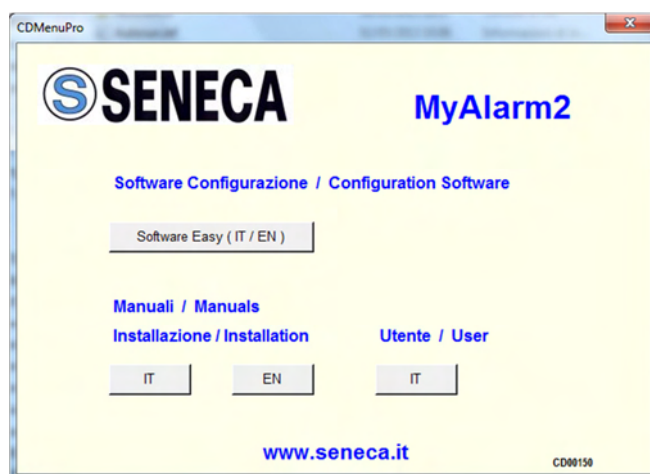 CDMenuPro
SENECA
MyAlarm2
Software Configurazione / Configuration Software
Software Easy ( IT / EN )
Manuali / Manuals
Installazione / Installation Utente / User
IT EN IT
www.seneca.it
CD00150